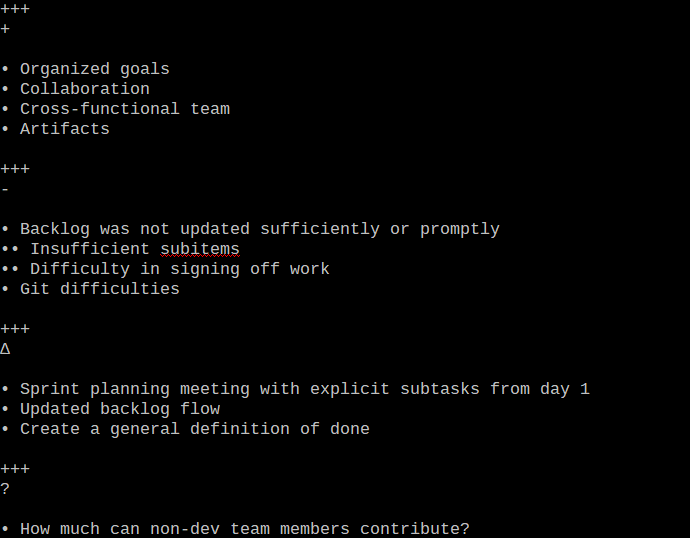 +++
+
• Organized goals
• Collaboration
• Cross-functional team
• Artifacts
+++
-
• Backlog was not updated sufficiently or promptly
•• Insufficient subitems
•• Difficulty in signing off work
• Git difficulties
+++
Δ
• Sprint planning meeting with explicit subtasks from day 1
• Updated backlog flow
• Create a general definition of done
+++
?
• How much can non-dev team members contribute?